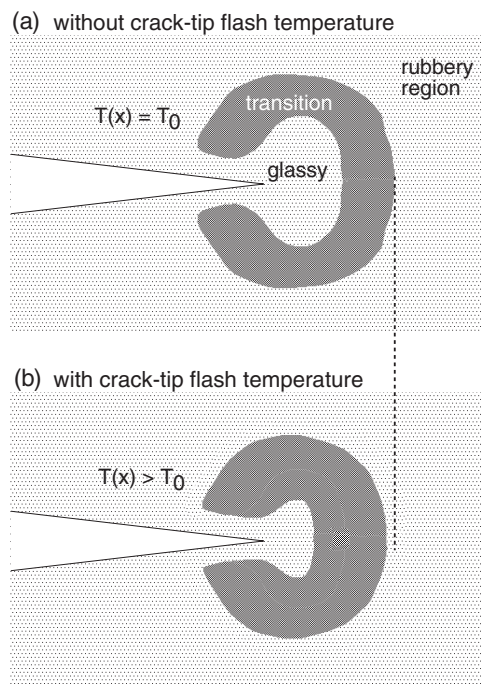 (a) without crack-tip flash temperature
rubbery
region
transition
T(x) = T0
glassy
(b) with crack-tip flash temperature
T(x) > T0